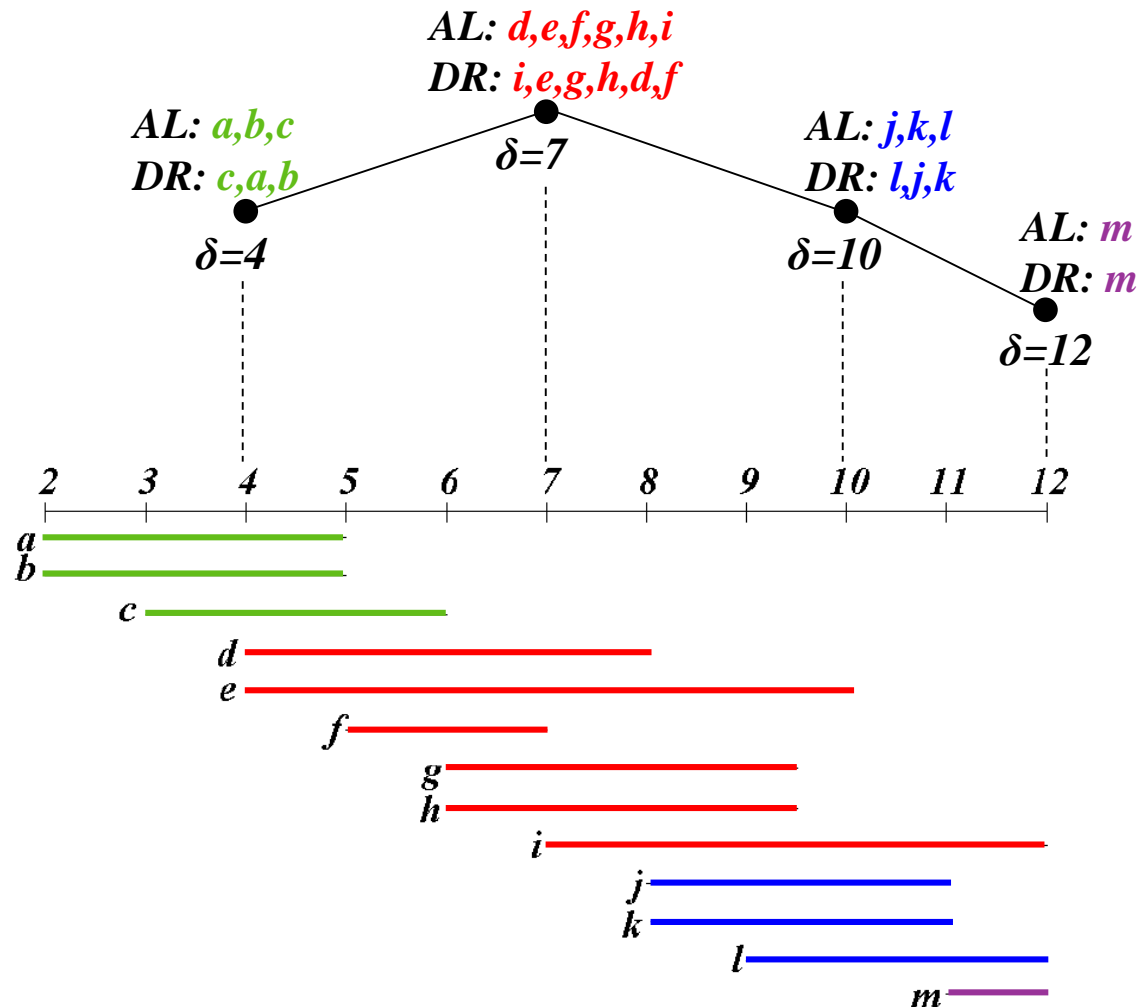 AL: d,e,f,g,h,i
DR: i,e,g,h,d,f
δ=7
AL: a,b,c
DR: c,a,b
δ=4
AL: j,k,l
DR: l,j,k
δ=10
AL: m
DR: m
δ=12
2 3 4 5 6 7 8 9 10 11 12
a
b
c
d
e
f
g
h
i
j
k
l
m